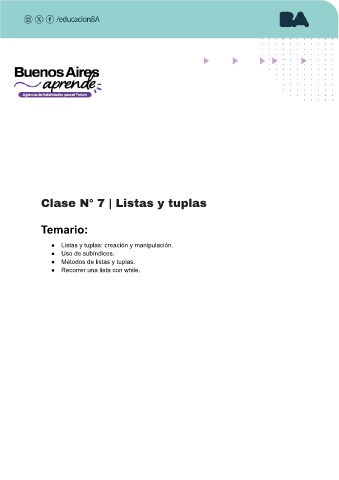 /educacionBA
BA
Buenos Aires
aprende
Agencia de Habilidades para el Futuro
Clase N° 7 | Listas y tuplas
Temario:
● Listas y tuplas: creación y manipulación.
● Uso de subíndices.
● Métodos de listas y tuplas.
● Recorrer una lista con while.